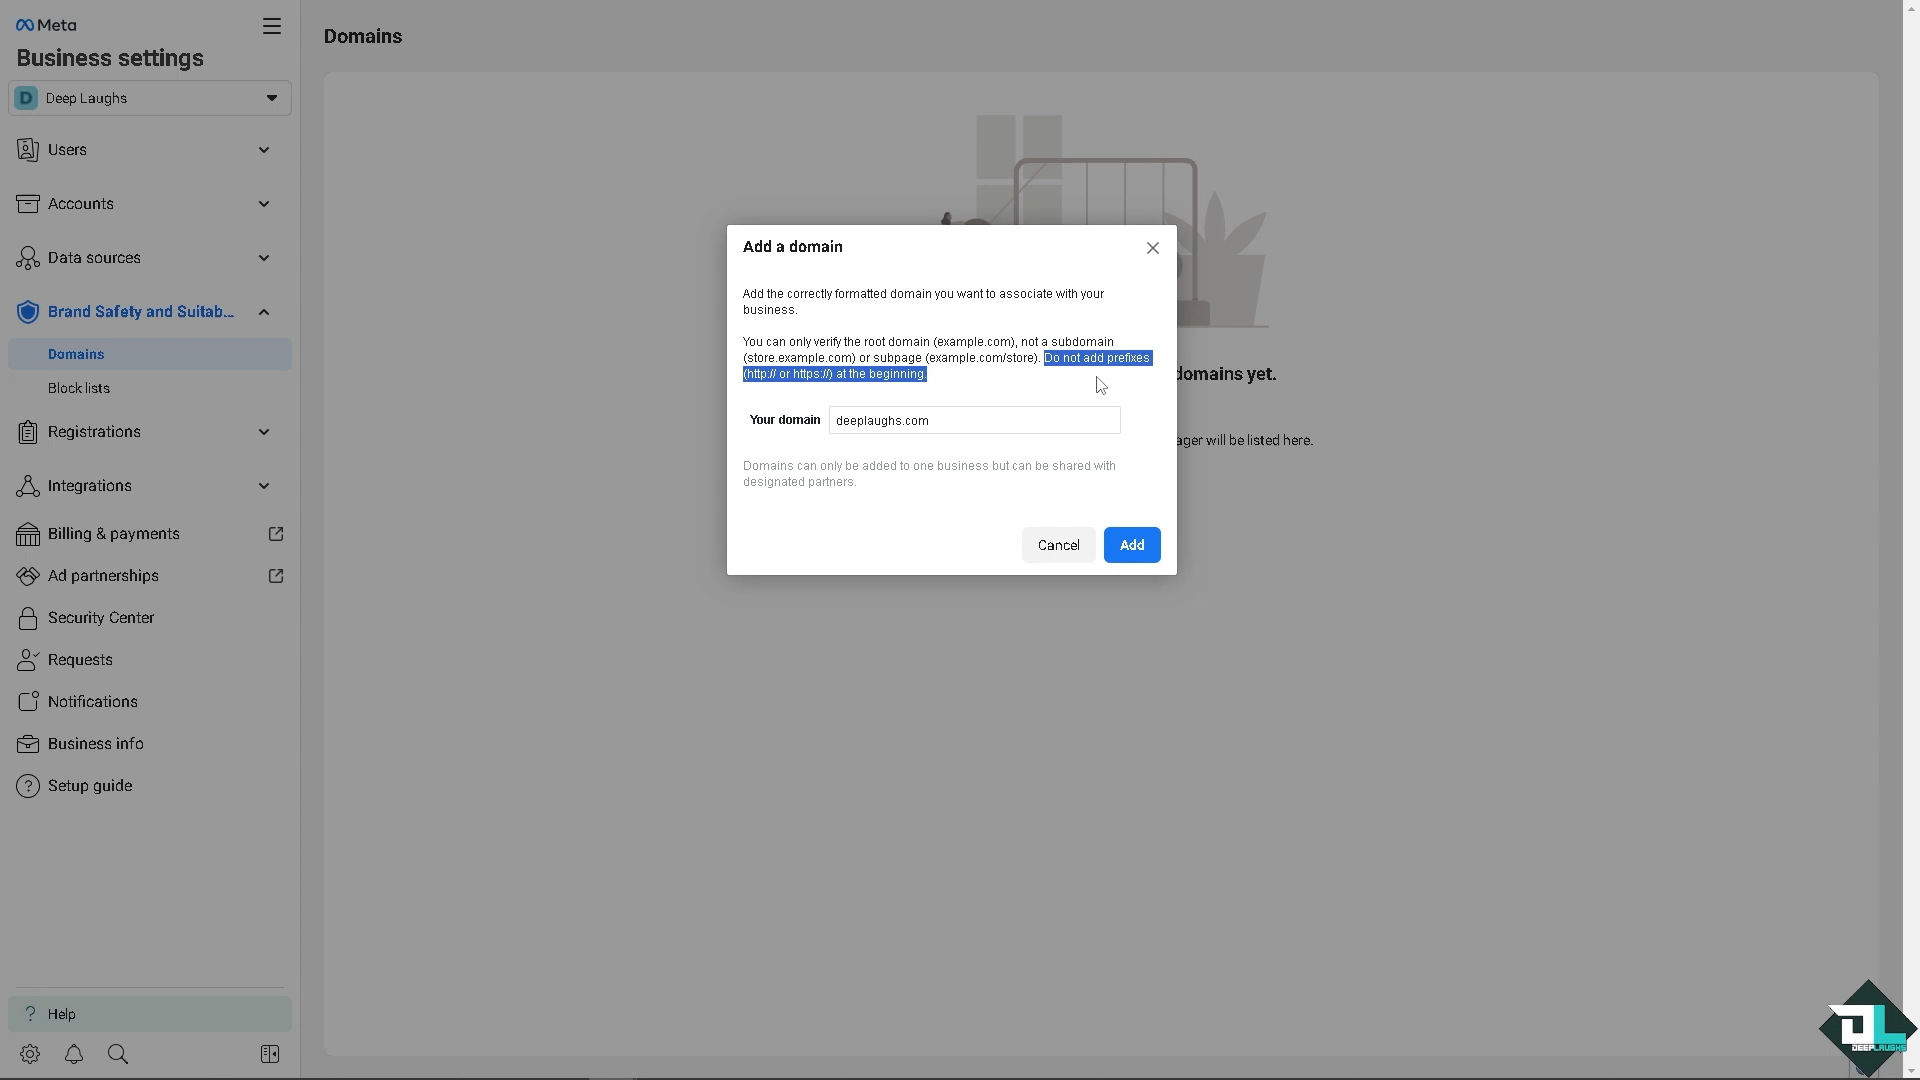 Meta
Business settings
D Deep Laughs
Users
Accounts
Data sources
Brand Safety and Suitab...
Domains
Block lists
Registrations
Integrations
Billing & payments
Ad partnerships
Security Center
Requests
Notifications
Business info
Setup guide
? Help
Domains
domains yet.
ager will be listed here.
Add a domain
Add the correctly formatted domain you want to associate with your
business.
You can only verify the root domain (example.com), not a subdomain
(store.example.com) or subpage (example.com/store). Do not add prefixes
(http:// or https://) at the beginning.
Your domain deeplaughs.com
Domains can only be added to one business but can be shared with
designated partners.
Cancel Add
DL
DEEPLAUGHS